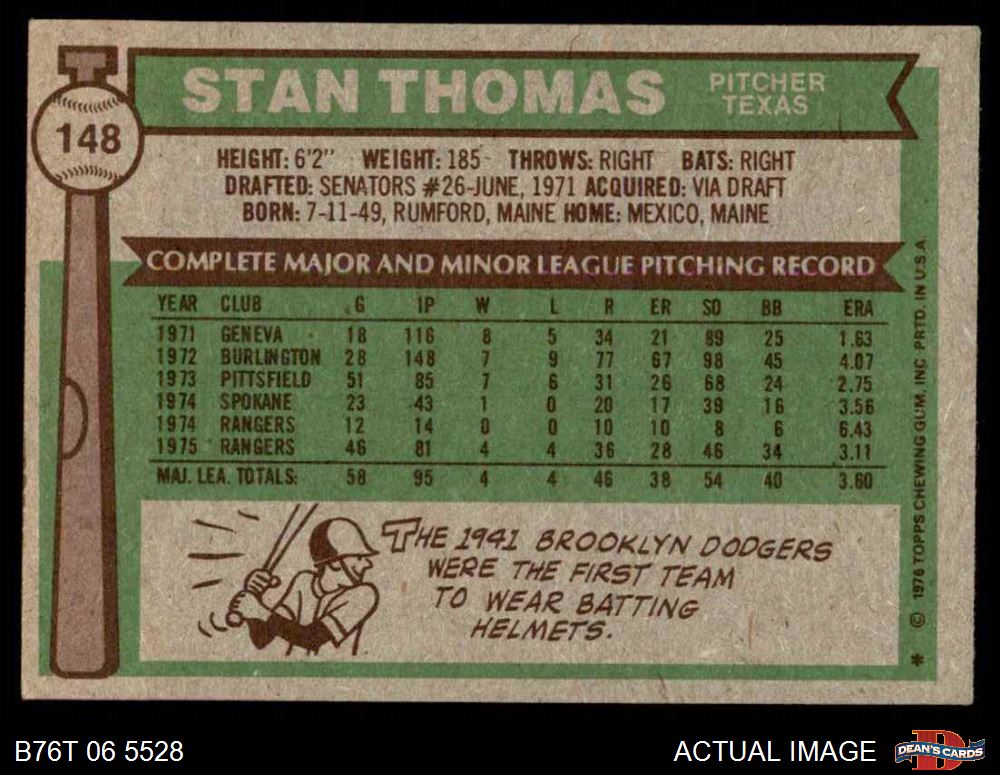 148
STAN THOMAS
PITCHER
TEXAS
HEIGHT: 6'2" WEIGHT: 185 THROWS: RIGHT BATS: RIGHT
DRAFTED: SENATORS #26-JUNE, 1971 ACQUIRED: VIA DRAFT
BORN: 7-11-49, RUMFORD, MAINE HOME: MEXICO, MAINE
COMPLETE MAJOR AND MINOR LEAGUE PITCHING RECORD
YEAR CLUB G IP W L R ER SO BB ERA
1971 GENEVA 18 116 8 5 34 21 89 25 1.63
1972 BURLINGTON 28 148 7 9 77 67 98 45 4.07
1973 PITTSFIELD 51 85 7 6 31 26 68 24 2.75
1974 SPOKANE 23 43 1 0 20 17 39 16 3.56
1974 RANGERS 12 14 0 0 10 10 8 6 6.43
1975 RANGERS 46 81 4 4 36 28 46 34 3.11
MAJ. LEA. TOTALS: 58 95 4 4 46 38 54 40 3.60
THE 1941 BROOKLYN DODGERS
WERE THE FIRST TEAM
TO WEAR BATTING
HELMETS.
* © 1976 TOPPS CHEWING GUM, INC. PRTD. IN U.S.A.
B76T 06 5528
ACTUAL IMAGE
D
DEAN'S CARDS